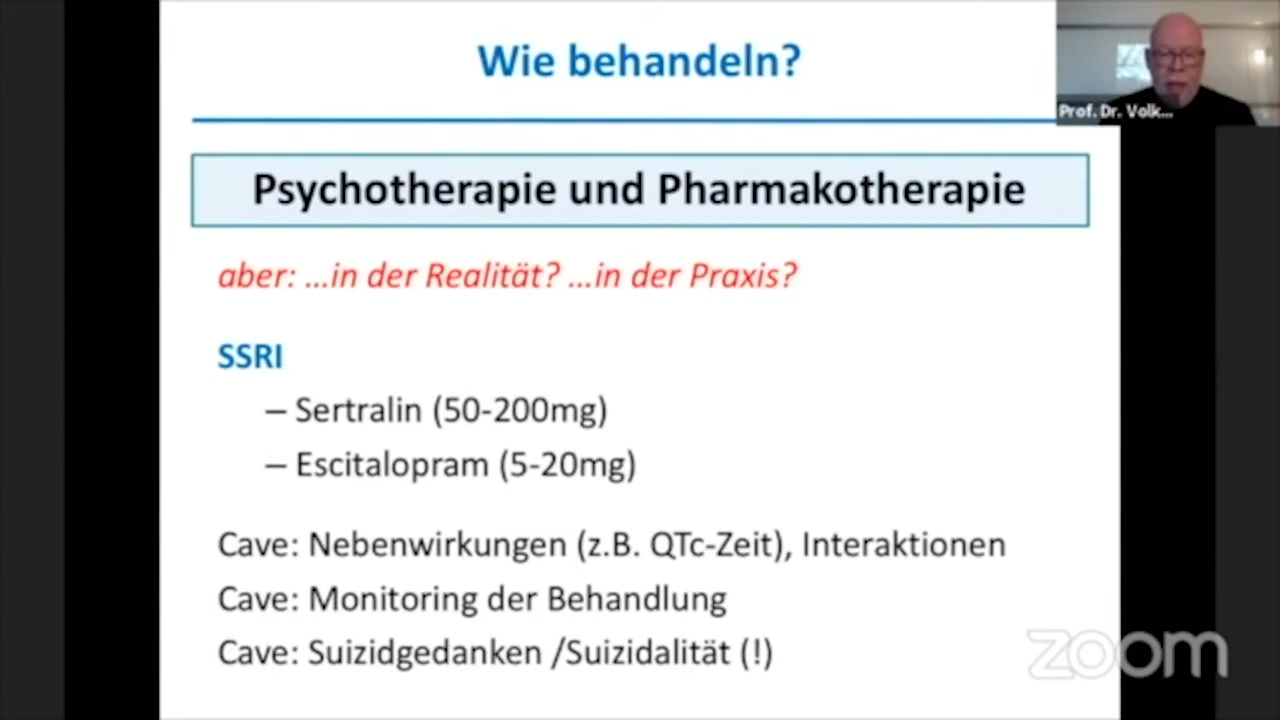 Wie behandeln?
Prof. Dr. Volk...
Psychotherapie und Pharmakotherapie
aber: ...in der Realität? ...in der Praxis?
SSRI
– Sertralin (50-200mg)
– Escitalopram (5-20mg)
Cave: Nebenwirkungen (z.B. QTc-Zeit), Interaktionen
Cave: Monitoring der Behandlung
Cave: Suizidgedanken /Suizidalität (!)
zoom